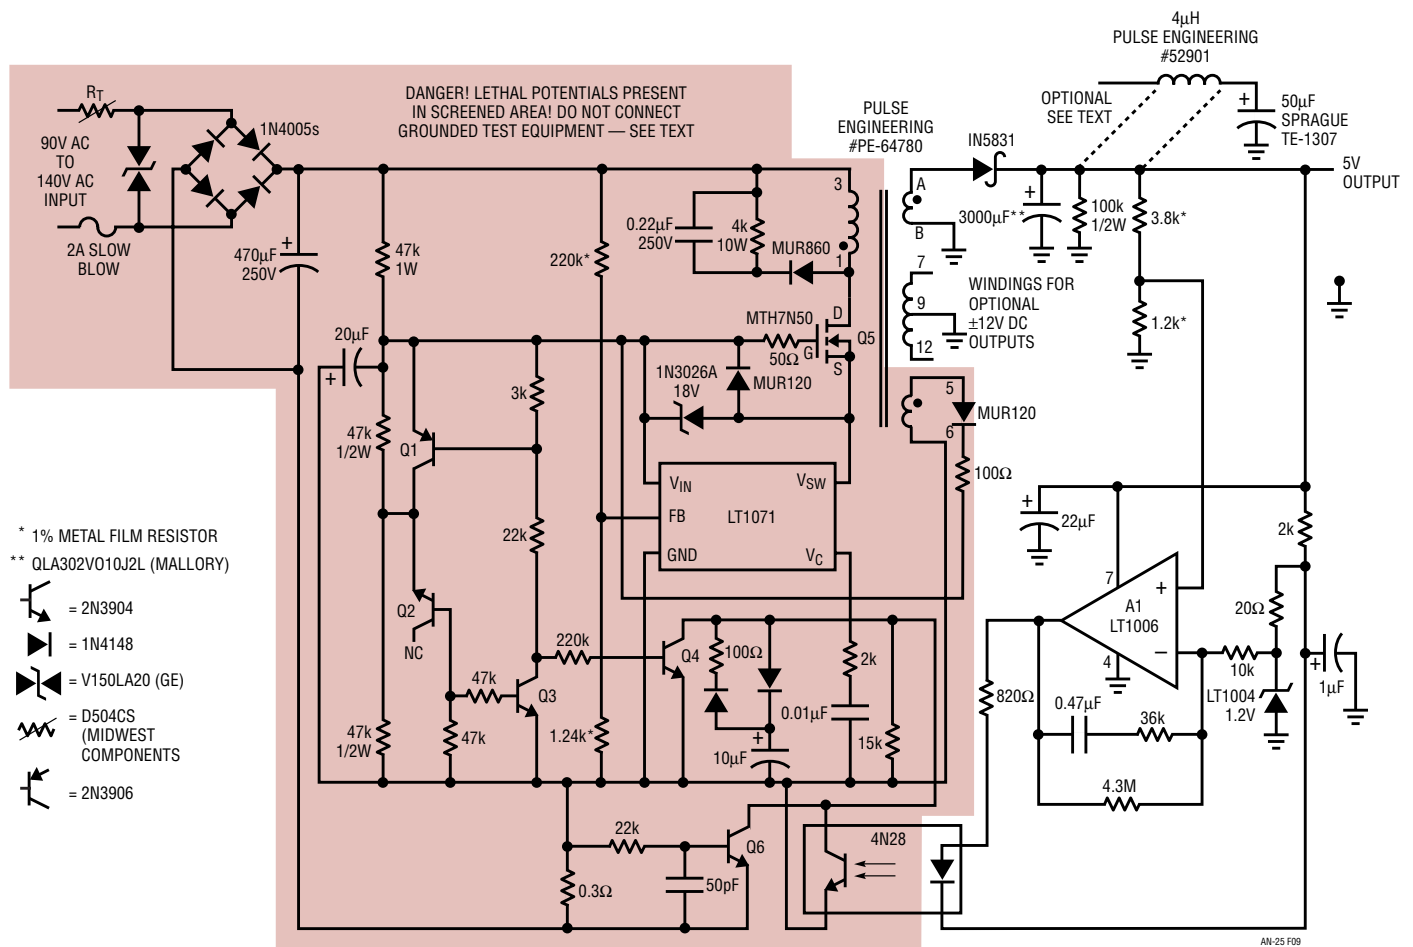 4µH
PULSE ENGINEERING
#52901
OPTIONAL
SEE TEXT
+
50µF
SPRAGUE
TE-1307
DANGER! LETHAL POTENTIALS PRESENT
IN SCREENED AREA! DO NOT CONNECT
GROUNDED TEST EQUIPMENT — SEE TEXT
RT
1N4005s
90V AC
TO
140V AC
INPUT
2A SLOW
BLOW
470µF
250V
+
47k
1W
220k*
0.22µF
250V
4k
10W
MUR860
3
1
PULSE
ENGINEERING
#PE-64780
A
B
IN5831
+
3000µF**
100k
1/2W
3.8k*
5V
OUTPUT
1.2k*
7
9
12
WINDINGS FOR
OPTIONAL
±12V DC
OUTPUTS
MTH7N50
50Ω
G
D
S
Q5
20µF
+
3k
1N3026A
18V
MUR120
5
6
MUR120
100Ω
47k
1/2W
Q1
22k
VIN
FB
GND
LT1071
VSW
VC
* 1% METAL FILM RESISTOR
** QLA302VO10J2L (MALLORY)
= 2N3904
= 1N4148
= V150LA20 (GE)
= D504CS
(MIDWEST
COMPONENTS
= 2N3906
Q2
NC
220k
Q4
100Ω
47k
Q3
47k
1/2W
47k
1.24k*
+
10µF
0.01µF
2k
15k
+
22µF
2k
7
+
A1
LT1006
4
−
20Ω
10k
LT1004
1.2V
+
1µF
820Ω
0.47µF
36k
4.3M
22k
Q6
0.3Ω
50pF
4N28
AN-25 F09